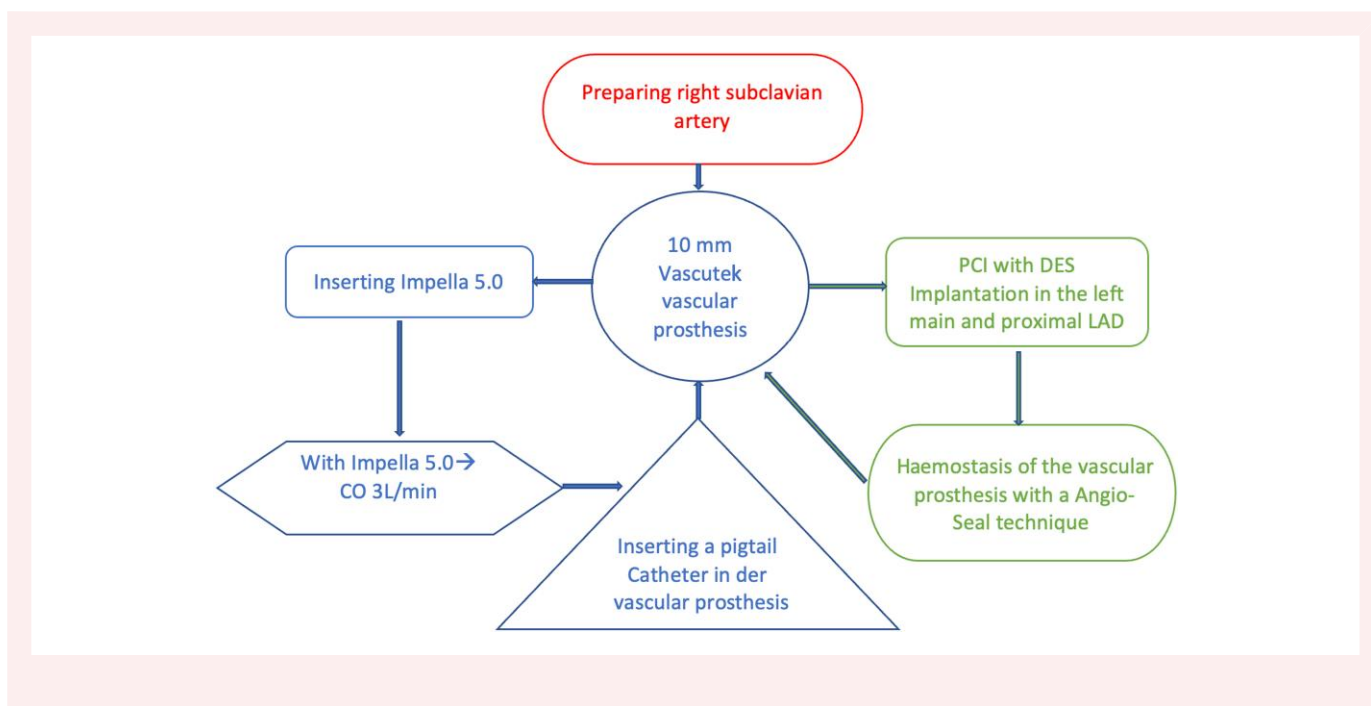 Preparing right subclavian
artery
10 mm
Vascutek
vascular
prosthesis
Inserting Impella 5.0
PCI with DES
Implantation in the left
main and proximal LAD
With Impella 5.0→
CO 3L/min
Haemostasis of the vascular
prosthesis with a Angio-
Seal technique
Inserting a pigtail
Catheter in der
vascular prosthesis